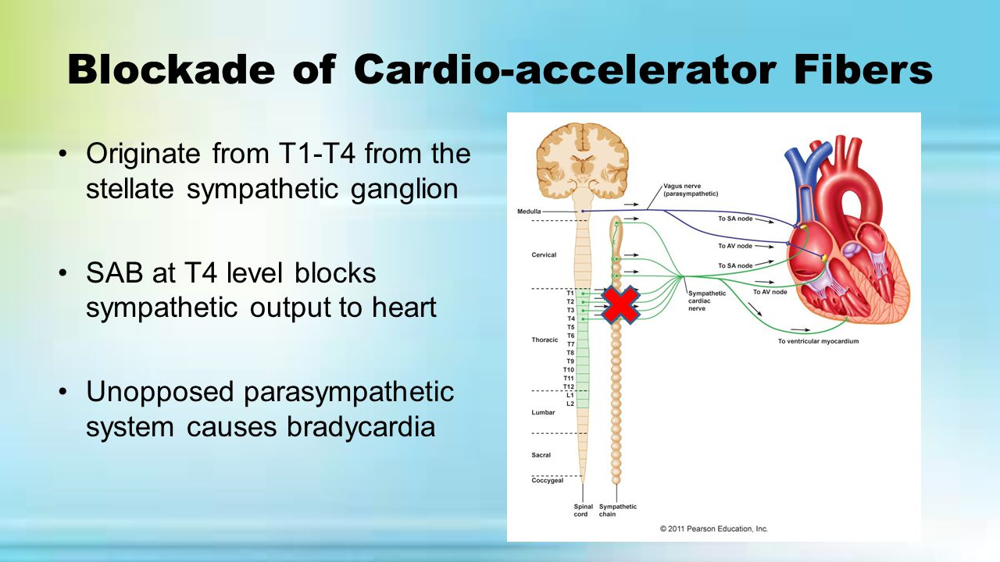 Blockade of Cardio-accelerator Fibers
• Originate from T1-T4 from the
stellate sympathetic ganglion
• SAB at T4 level blocks
sympathetic output to heart
• Unopposed parasympathetic
system causes bradycardia
Vagus nerve
(parasympathetic)
Medulla
To SA node
To AV node
Cervical
To SA node
T1
T2
T3
T4
T5
T6
T7
T8
T9
T10
T11
T12
L1
L2
Sympathetic
cardiac
nerve
To AV node
Thoracic
To ventricular myocardium
Lumbar
Sacral
Coccygeal
Spinal
cord
Sympathetic
chain
© 2011 Pearson Education, Inc.